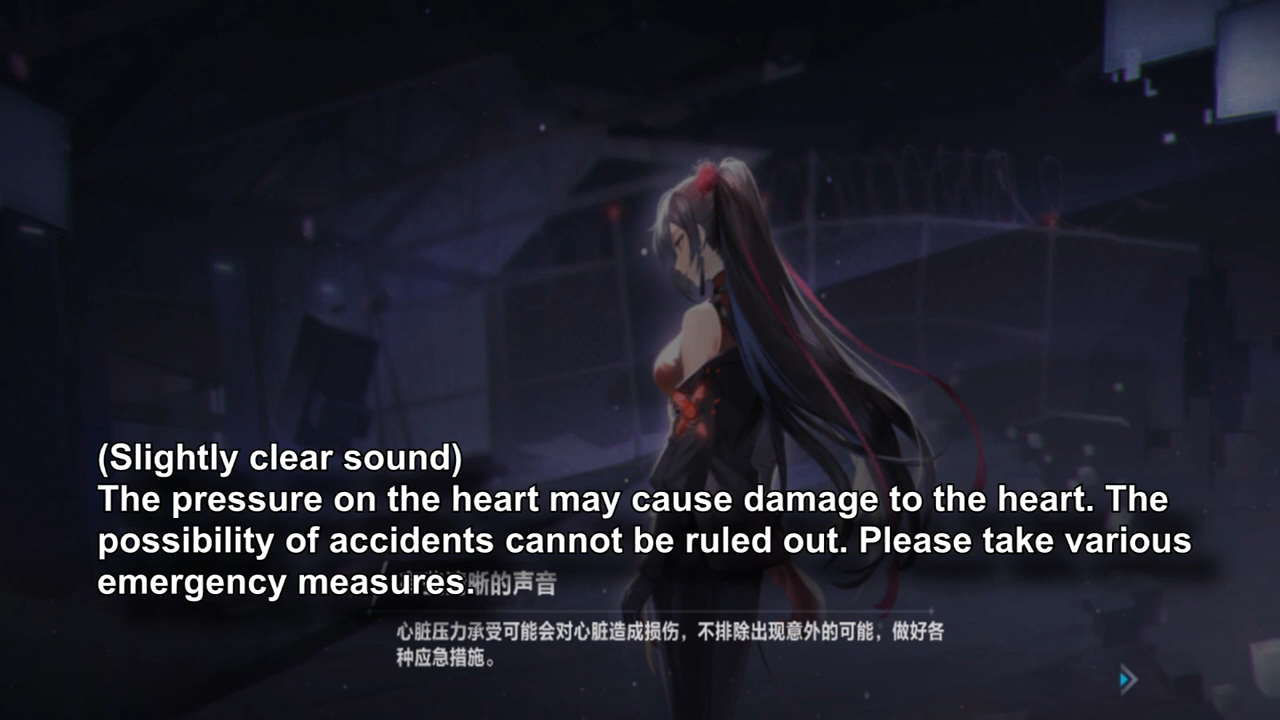 (Slightly clear sound)
The pressure on the heart may cause damage to the heart. The
possibility of accidents cannot be ruled out. Please take various
emergency measures.
晰的声音
心脏压力承受可能会对心脏造成损伤，不排除出现意外的可能，做好各
种应急措施。